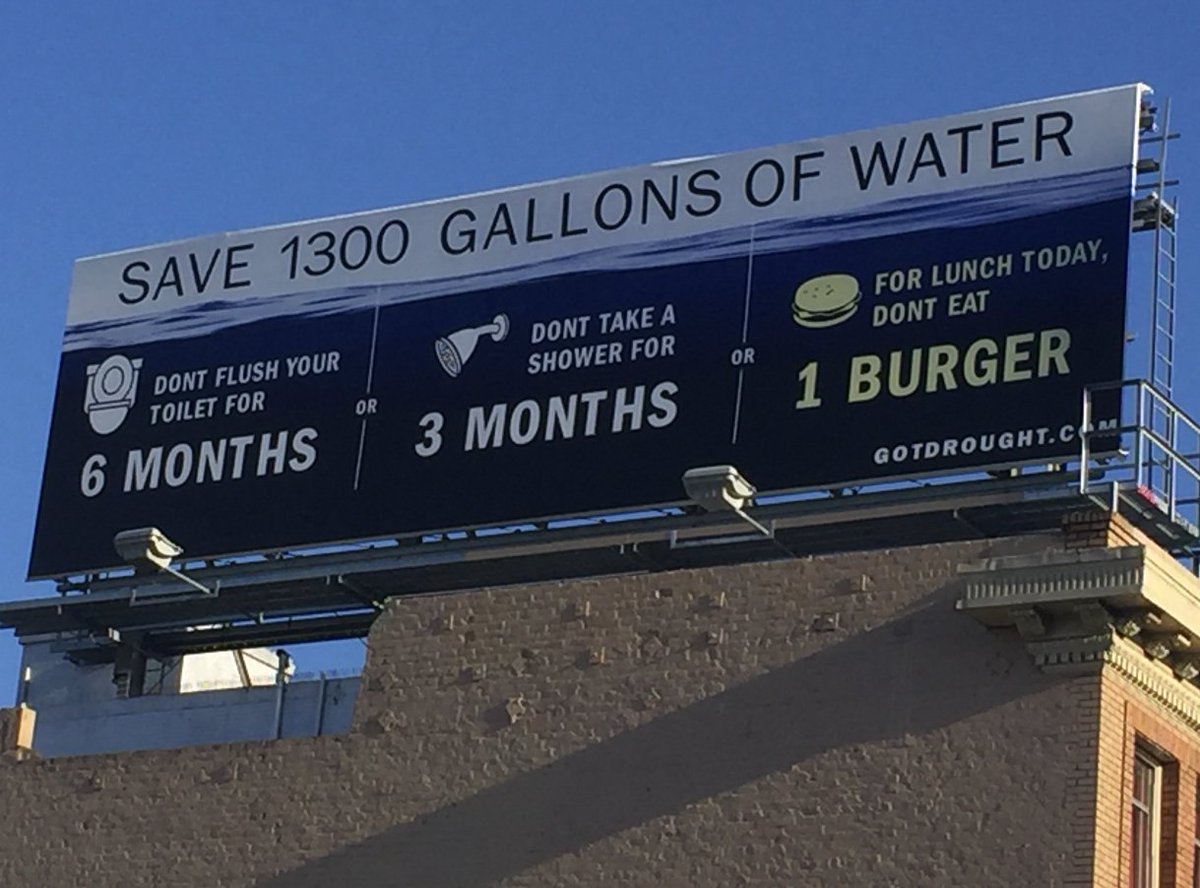 SAVE 1300 GALLONS OF WATER
DONT FLUSH YOUR
TOILET FOR
6 MONTHS
OR
DONT TAKE A
SHOWER FOR
3 MONTHS
OR
FOR LUNCH TODAY,
DONT EAT
1 BURGER
GOTDROUGHT.COM